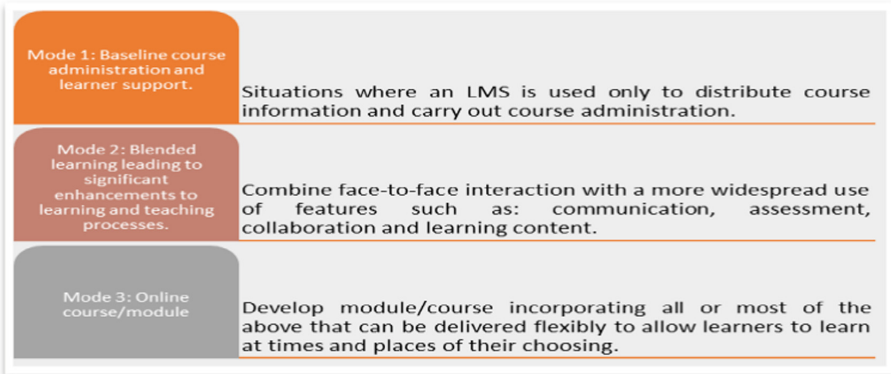 Mode 1: Baseline course
administration and
learner support.
Situations where an LMS is used only to distribute course
information and carry out course administration.
Mode 2: Blended
learning leading to
significant
enhancements to
learning and teaching
processes.
Combine face-to-face interaction with a more widespread use
of features such as: communication, assessment,
collaboration and learning content.
Mode 3: Online
course/module
Develop module/course incorporating all or most of the
above that can be delivered flexibly to allow learners to learn
at times and places of their choosing.